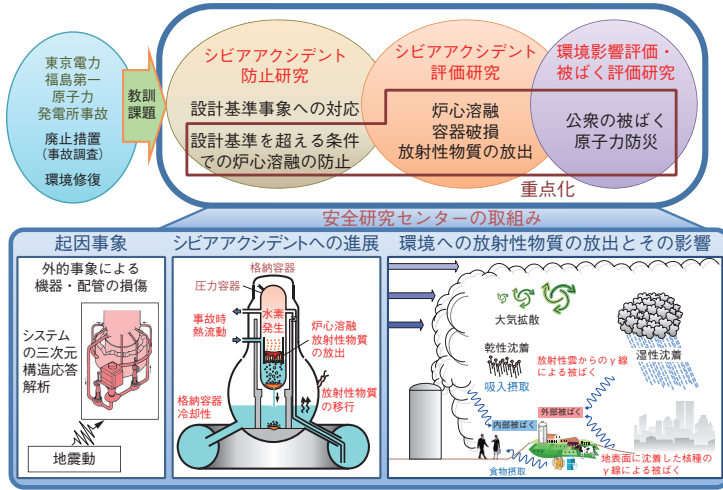 東京電力
福島第一
原子力
発電所事故
廃止措置
(事故調査)
環境修復
教訓
課題
シビアアクシデント
防止研究
設計基準事象への対応
設計基準を超える条件
での炉心溶融の防止
シビアアクシデント
評価研究
炉心溶融
容器破損
放射性物質の放出
環境影響評価・
被ばく評価研究
公衆の被ばく
原子力防災
重点化
安全研究センターの取組み
起因事象
外的事象による
機器・配管の損傷
システム
の三次元
構造応答
解析
地震動
シビアアクシデントへの進展
格納容器
圧力容器
水素
発生
事故時
熱流動
炉心溶融
放射性物質
の放出
格納容器
冷却性
放射性物質
の移行
環境への放射性物質の放出とその影響
大気拡散
乾性沈着
吸入摂取
放射性雲からのγ線
による被ばく
湿性沈着
外部被ばく
内部被ばく
食物摂取
地表面に沈着した核種の
γ線による被ばく